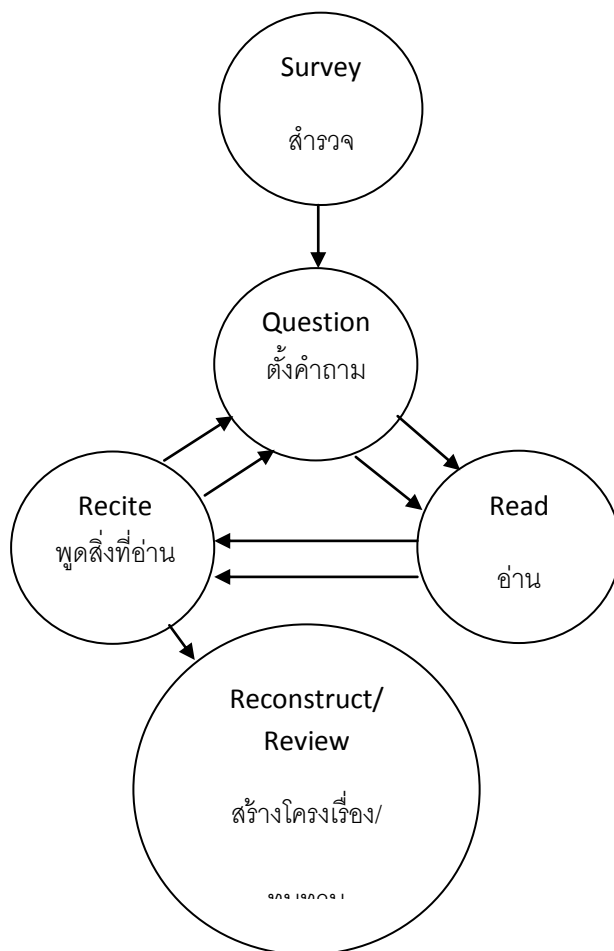 Survey
สำรวจ
Question
ตั้งคำถาม
Recite
พูดสิ่งที่อ่าน
Read
อ่าน
Reconstruct/
Review
สร้างโครงเรื่อง/